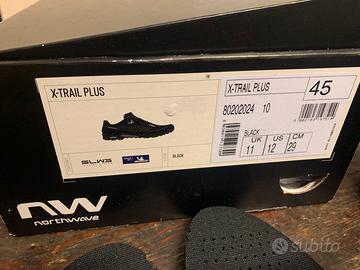 X-TRAIL PLUS
SLW3
BLACK
X-TRAIL PLUS
45
80202024 10
BLACK
UK US CM
11 12 29
NW
northwave
subito